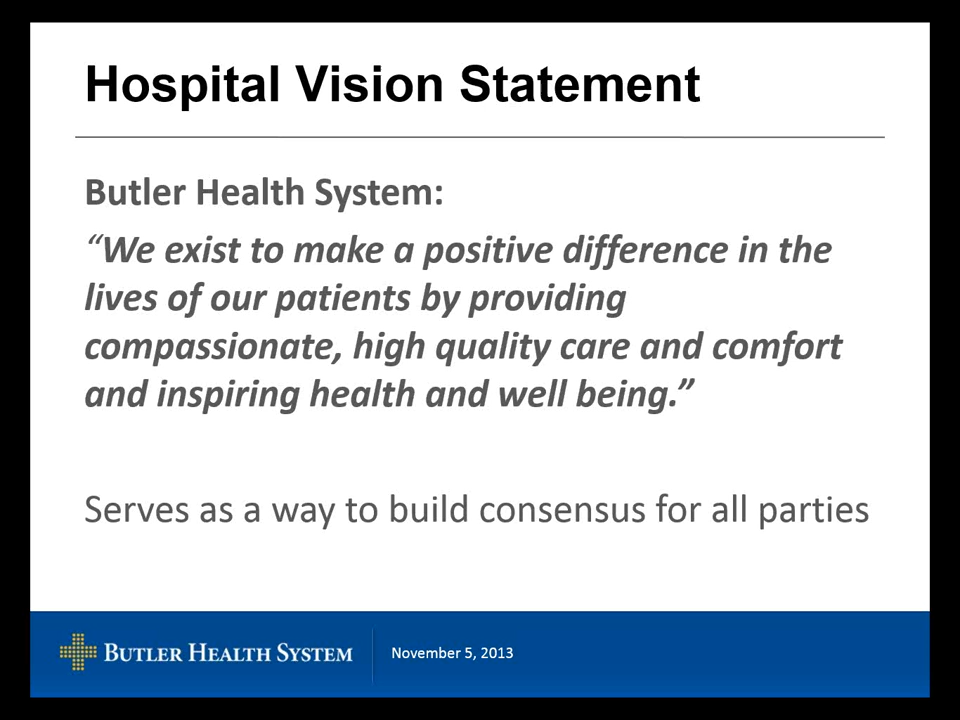 Hospital Vision Statement
Butler Health System:
“We exist to make a positive difference in the
lives of our patients by providing
compassionate, high quality care and comfort
and inspiring health and well being.”
Serves as a way to build consensus for all parties
BUTLER HEALTH SYSTEM
November 5, 2013